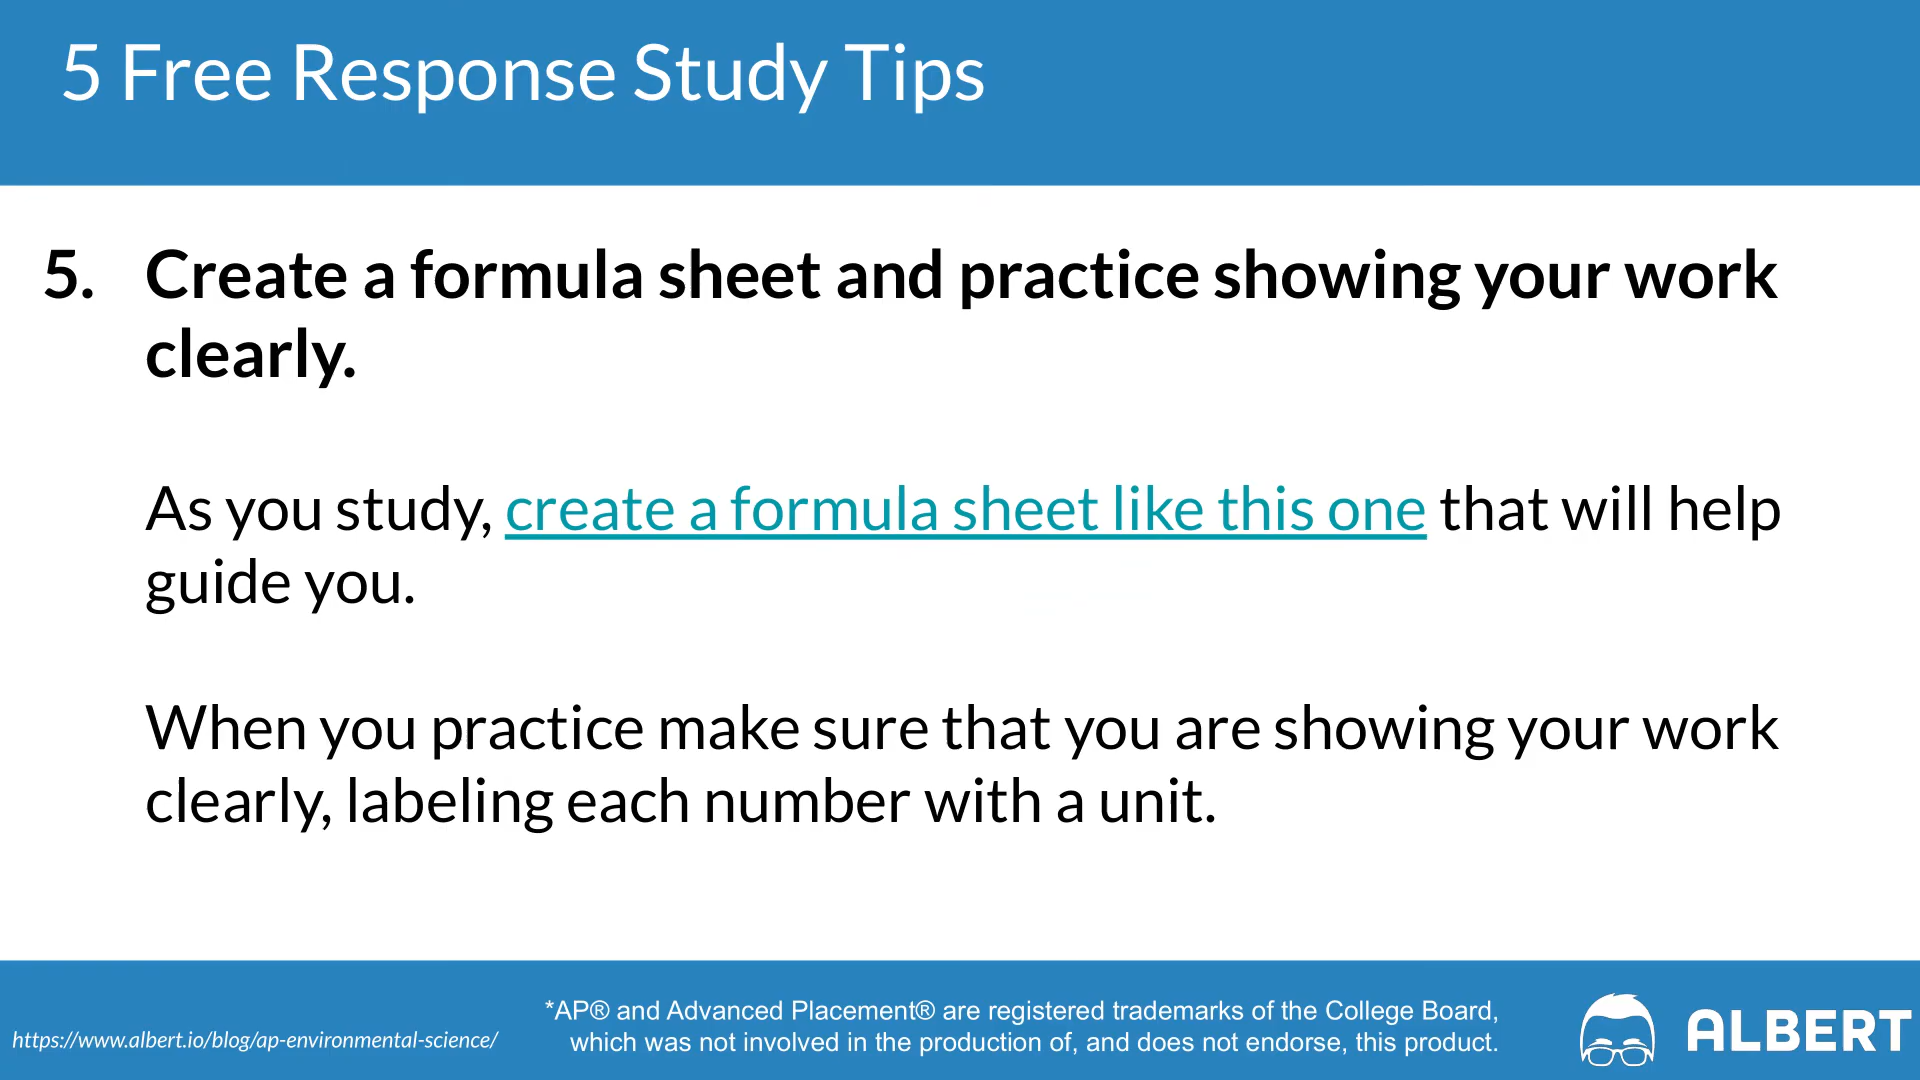 5 Free Response Study Tips
5. Create a formula sheet and practice showing your work
clearly.
As you study, create a formula sheet like this one that will help
guide you.
When you practice make sure that you are showing your work
clearly, labeling each number with a unit.
https://www.albert.io/blog/ap-environmental-science/
*AP® and Advanced Placement® are registered trademarks of the College Board,
which was not involved in the production of, and does not endorse, this product.
ALBERT